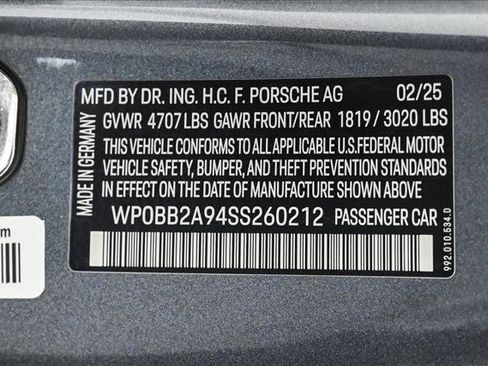 MFD BY DR. ING. H.C. F. PORSCHE AG 02/25
GVWR 4707 LBS GAWR FRONT/REAR 1819 / 3020 LBS
THIS VEHICLE CONFORMS TO ALL APPLICABLE U.S. FEDERAL MOTOR
VEHICLE SAFETY, BUMPER, AND THEFT PREVENTION STANDARDS
IN EFFECT ON THE DATE OF MANUFACTURE SHOWN ABOVE.
WP0BB2A94SS260212 PASSENGER CAR
MADE IN GERMANY
992.010.534.D
m